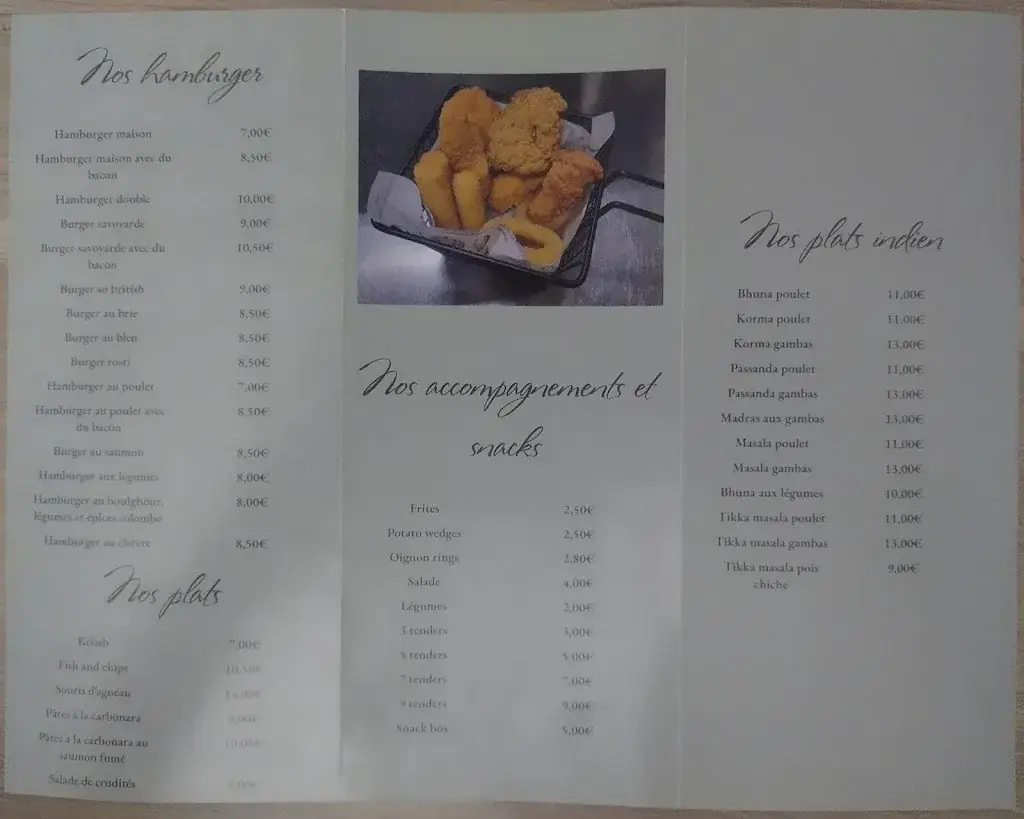 Nos hamburger
Hamburger maison 7,00€
Hamburger maison avec du 8,50€
bacon
Hamburger double 10,00€
Burger savoyarde 9,00€
Burger savoyarde avec du 10,50€
bacon
Burger so british 9,00€
Burger au brie 8,50€
Burger au bleu 8,50€
Burger rosti 8,50€
Hamburger au poulet 7,00€
Hamburger au poulet avec 8,50€
du bacon
Burger au saumon 8,50€
Hamburger aux légumes 8,00€
Hamburger au boulghour, 8,00€
légumes et épices colombo
Hamburger au chèvre 8,50€
Nos plats
Kebab 7,00€
Fish and chips 10,50€
Souris d'agneau
Pâtes à la carbonara
Pâtes à la carbonara au 10,00€
saumon fumé
Salade de crudités
Nos accompagnements et
snacks
Frites 2,50€
Potato wedges 2,50€
Oignon rings 2,80€
Salade 4,00€
Légumes 2,00€
3 tenders 3,00€
5 tenders 5,00€
7 tenders 7,00€
9 tenders 9,00€
Snack box 5,00€
Nos plats indien
Bhuna poulet 11,00€
Korma poulet 11,00€
Korma gambas 13,00€
Passanda poulet 11,00€
Passanda gambas 13,00€
Madras aux gambas 13,00€
Masala poulet 11,00€
Masala gambas 13,00€
Bhuna aux légumes 10,00€
Tikka masala poulet 11,00€
Tikka masala gambas 13,00€
Tikka masala pois 9,00€
chiche